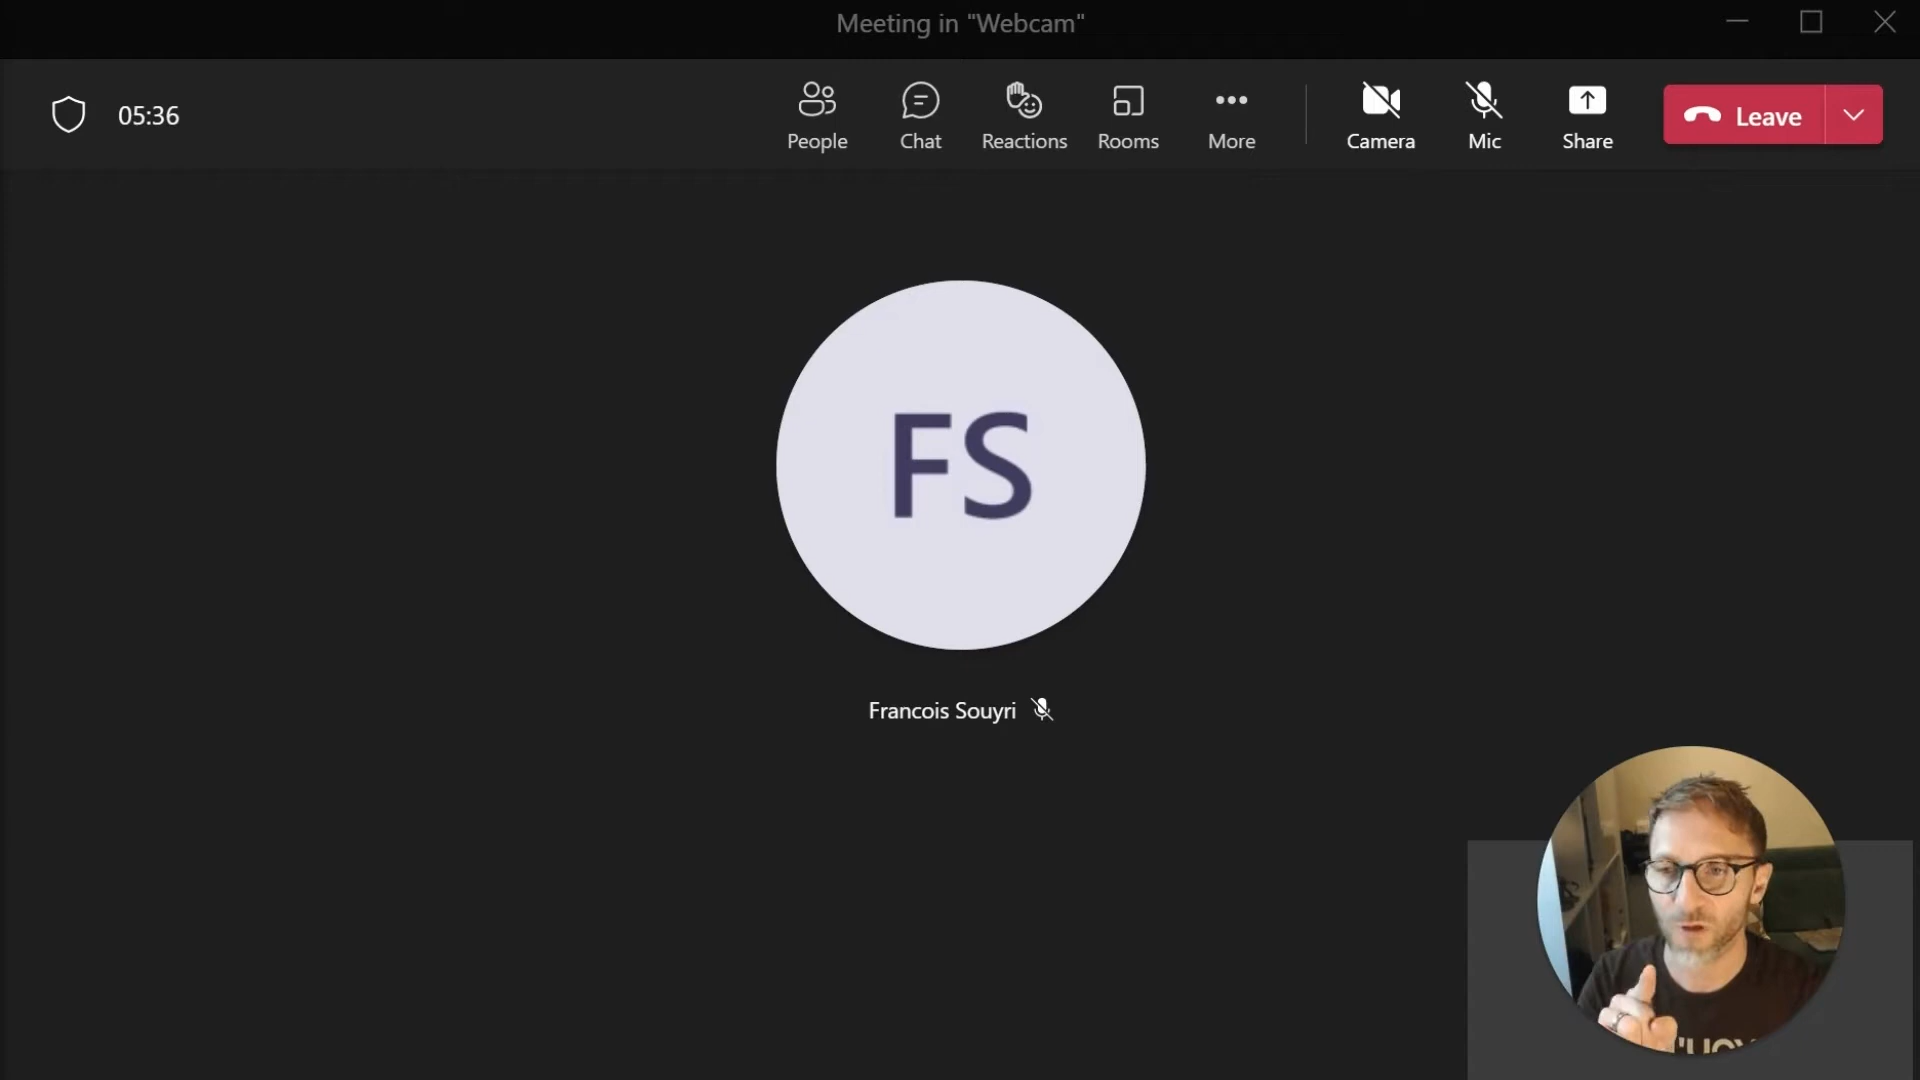 Meeting in "Webcam"
05:36
People
Chat
Reactions
Rooms
More
Camera
Mic
Share
Leave
FS
Francois Souyri